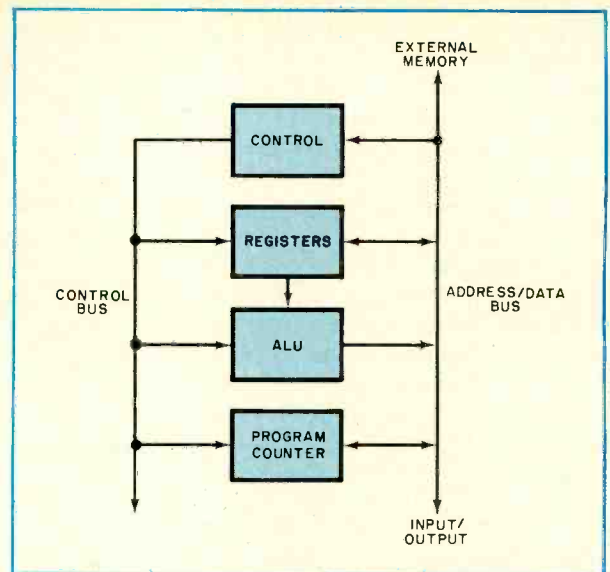 EXTERNAL
MEMORY
CONTROL
REGISTERS
CONTROL
BUS
ADDRESS/DATA
BUS
ALU
PROGRAM
COUNTER
INPUT/
OUTPUT